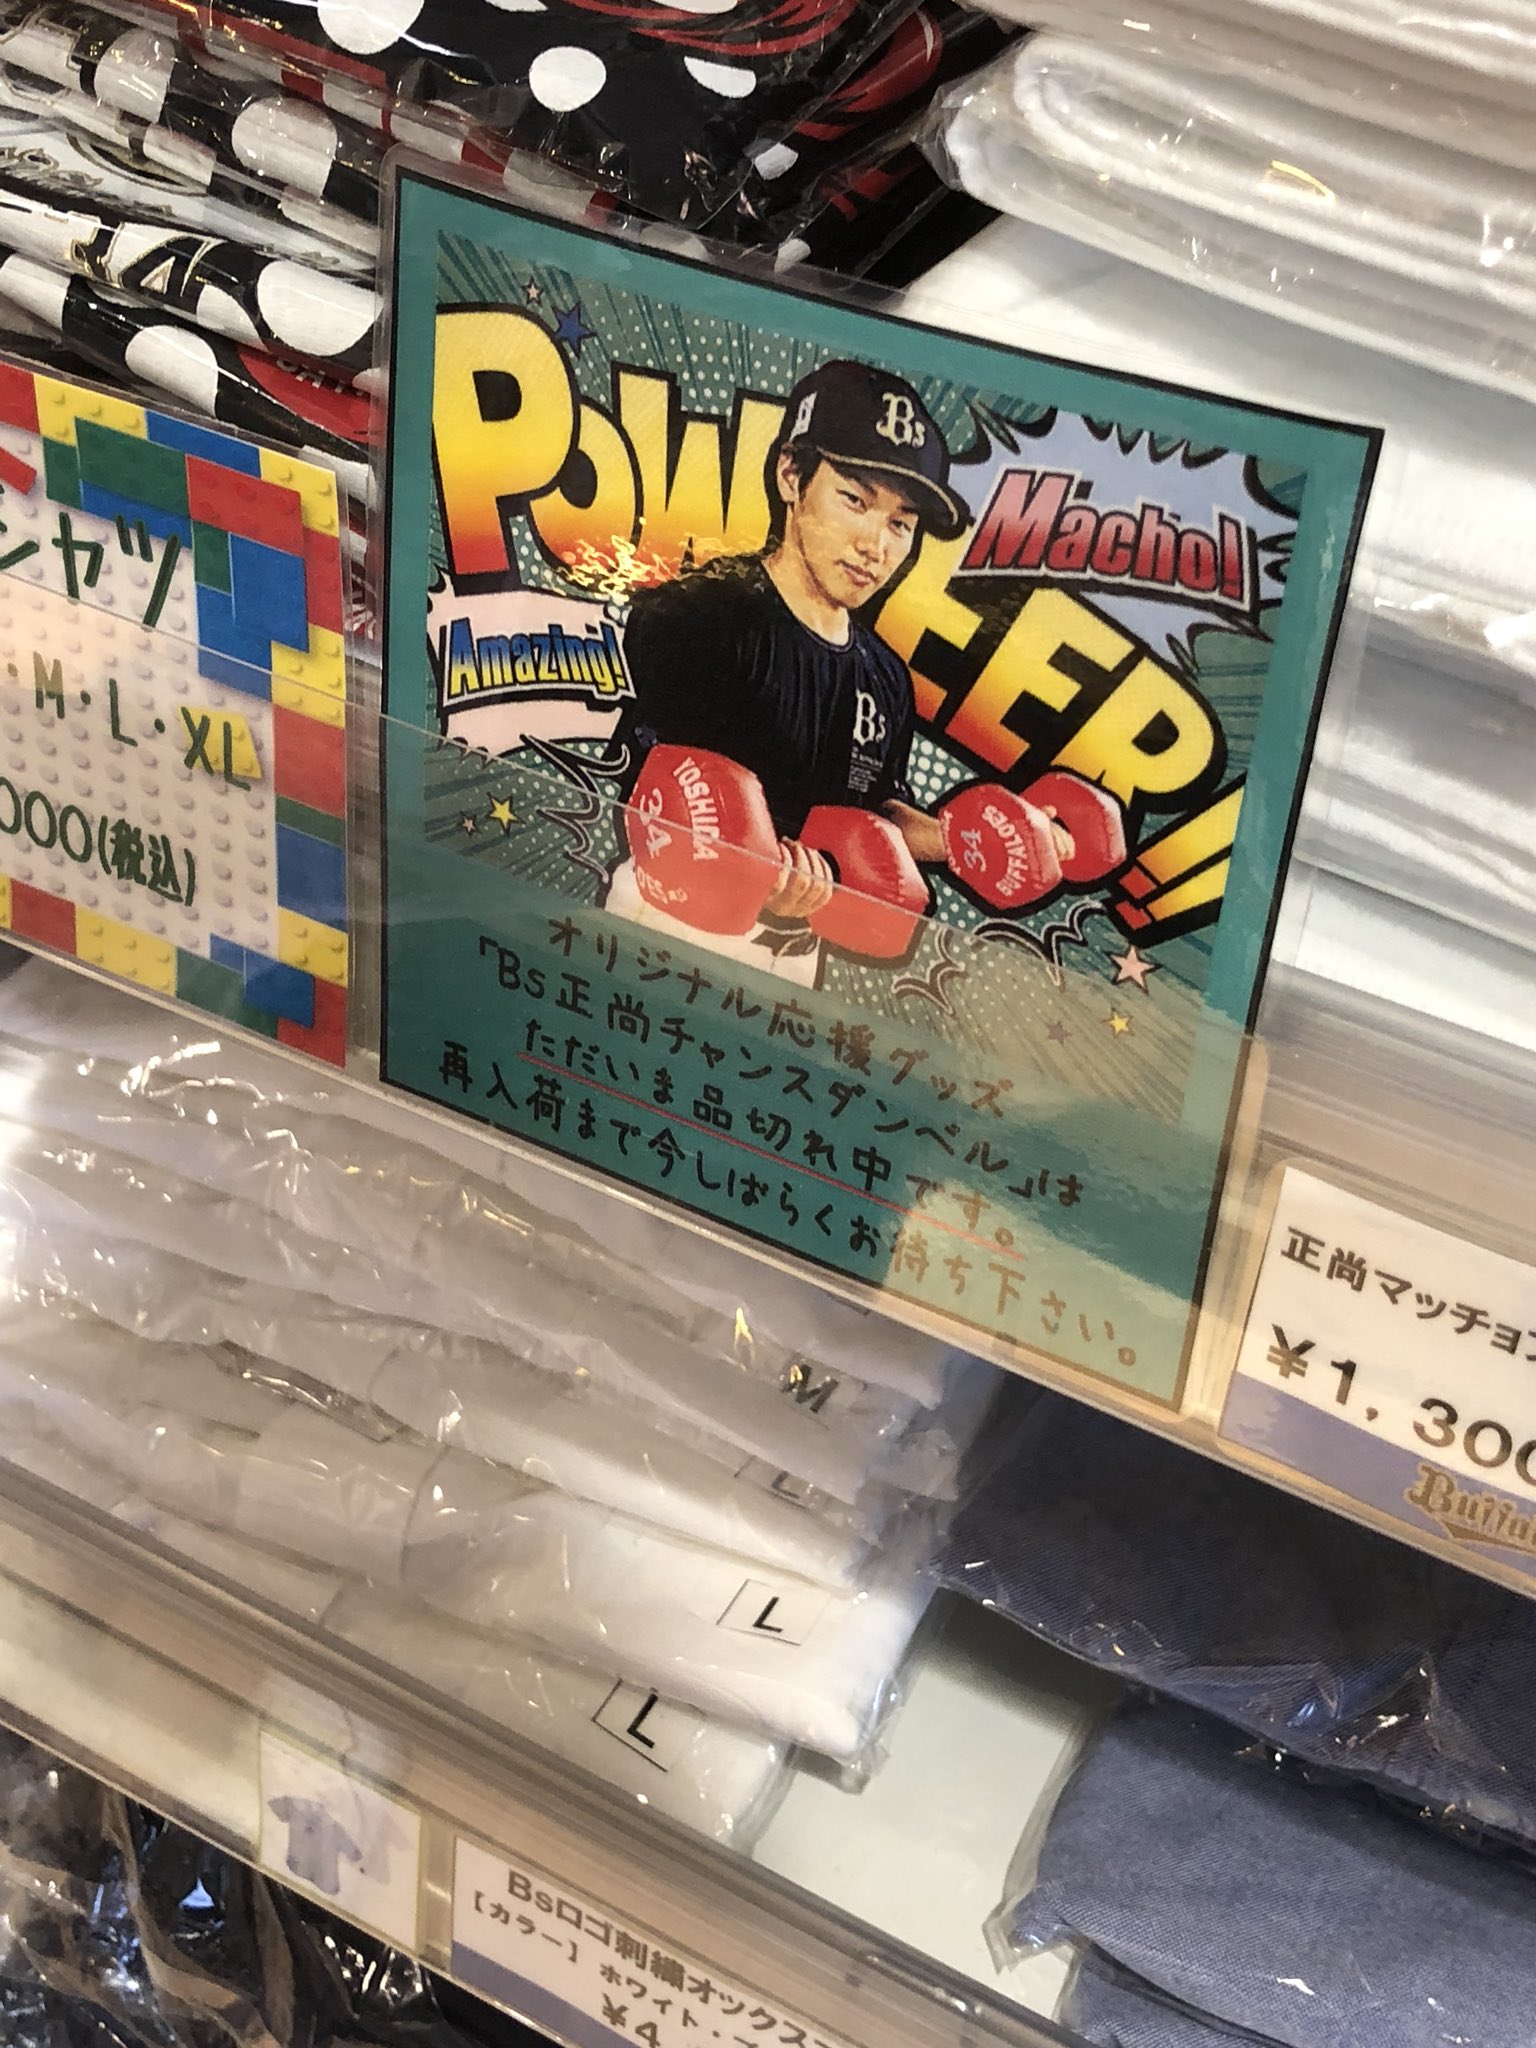 シャツ
・M・L・XL
000(税込)
POWER!!
Bs
Macho!
Amazing!
Bs
YOSHIDA
34
34
BUFFALOES
オリジナル応援グッズ
「Bs正尚チャンスダンベル」は
ただいま品切れ中です。
再入荷まで今しばらくお待ち下さい。
正尚マッチョ
¥1,300
Buffa
M
L
L
L
Bsロゴ刺繍オックス
【カラー】 ホワイト・
¥4